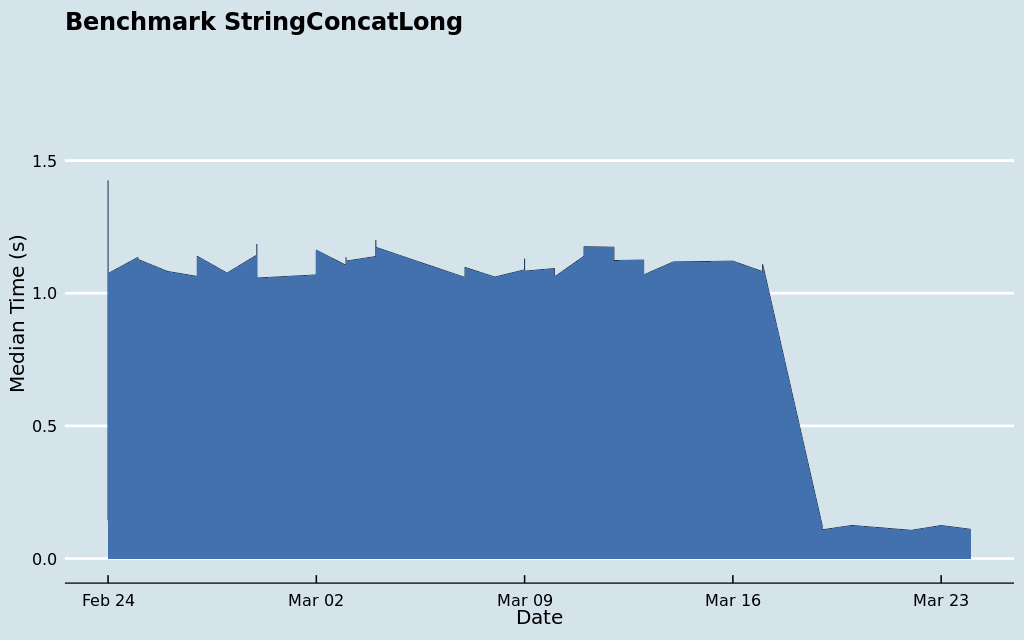 Benchmark StringConcatLong
Median Time (s)
1.5
1.0
0.5
0.0
Feb 24 Mar 02 Mar 09 Mar 16 Mar 23
Date